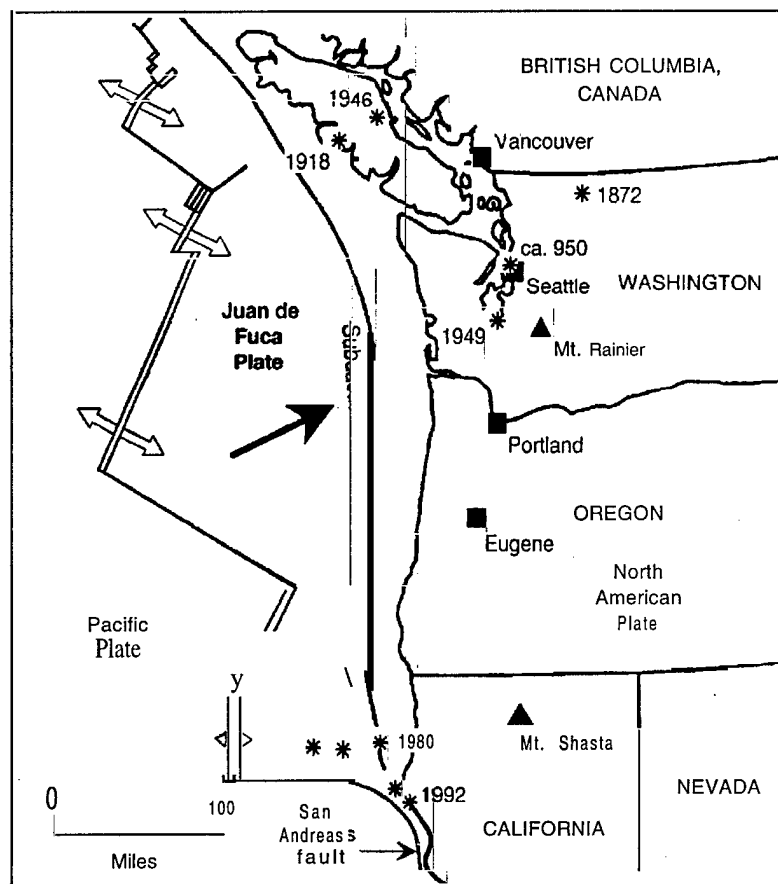 BRITISH COLUMBIA,
CANADA
1946
Vancouver
1918
1872
ca. 950
Seattle
WASHINGTON
Juan de
Fuca
Plate
1949
Mt. Rainier
Portland
OREGON
Eugene
North
American
Plate
Pacific
Plate
y
1980
Mt. Shasta
NEVADA
0
100
San
Andreas
fault
1992
CALIFORNIA
Miles